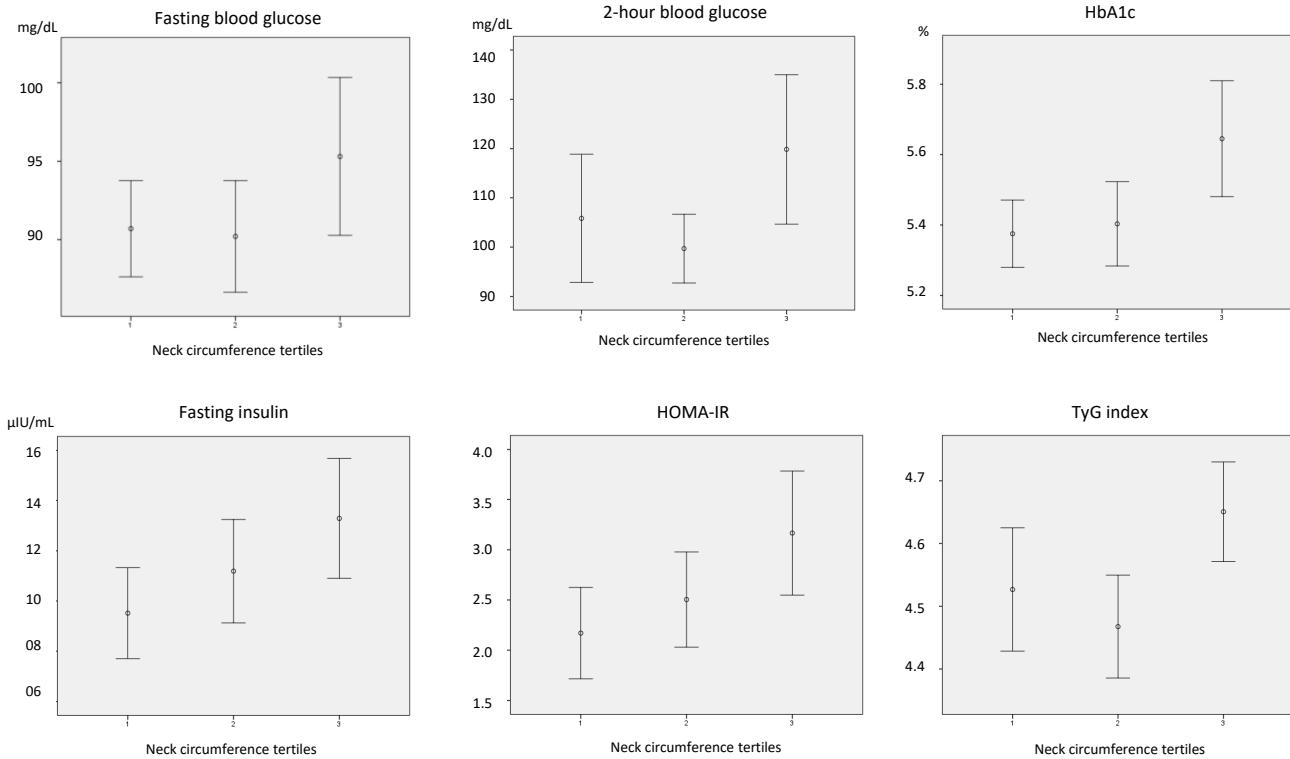 Fasting blood glucose
mg/dL
100
95
90
1 2 3
Neck circumference tertiles
2-hour blood glucose
mg/dL
140
130
120
110
100
90
1 2 3
Neck circumference tertiles
HbA1c
%
5.8
5.6
5.4
5.2
1 2 3
Neck circumference tertiles
Fasting insulin
µIU/mL
16
14
12
10
08
06
1 2 3
Neck circumference tertiles
HOMA-IR
4.0
3.5
3.0
2.5
2.0
1.5
1 2 3
Neck circumference tertiles
TyG index
4.7
4.6
4.5
4.4
1 2 3
Neck circumference tertiles